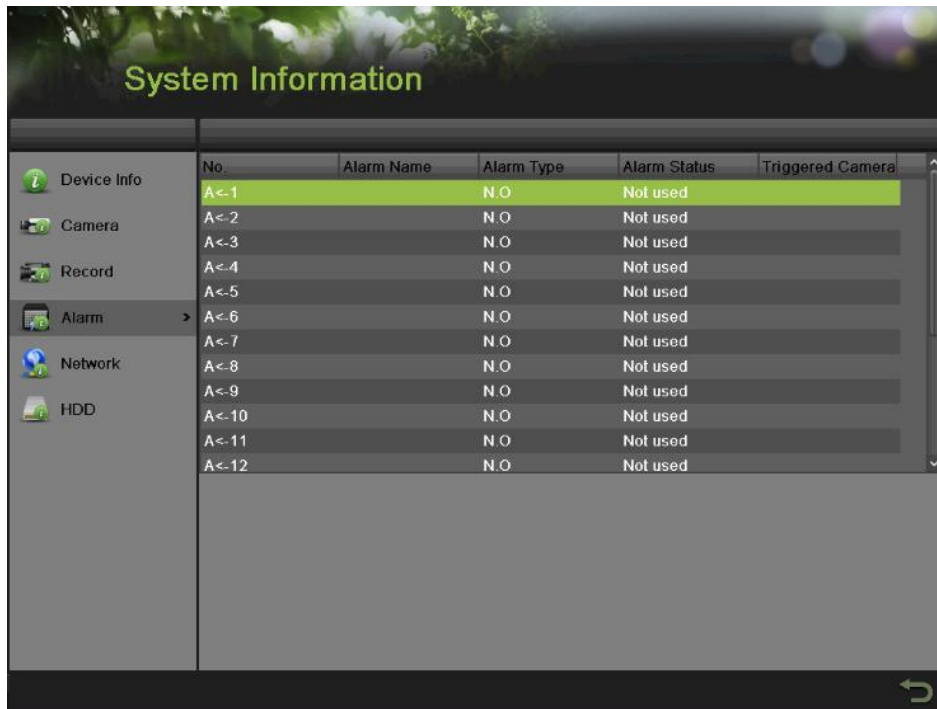 System Information
Device Info
Camera
Record
Alarm >
Network
HDD
No. Alarm Name Alarm Type Alarm Status Triggered Camera
A<-1 N.O Not used
A<-2 N.O Not used
A<-3 N.O Not used
A<-4 N.O Not used
A<-5 N.O Not used
A<-6 N.O Not used
A<-7 N.O Not used
A<-8 N.O Not used
A<-9 N.O Not used
A<-10 N.O Not used
A<-11 N.O Not used
A<-12 N.O Not used